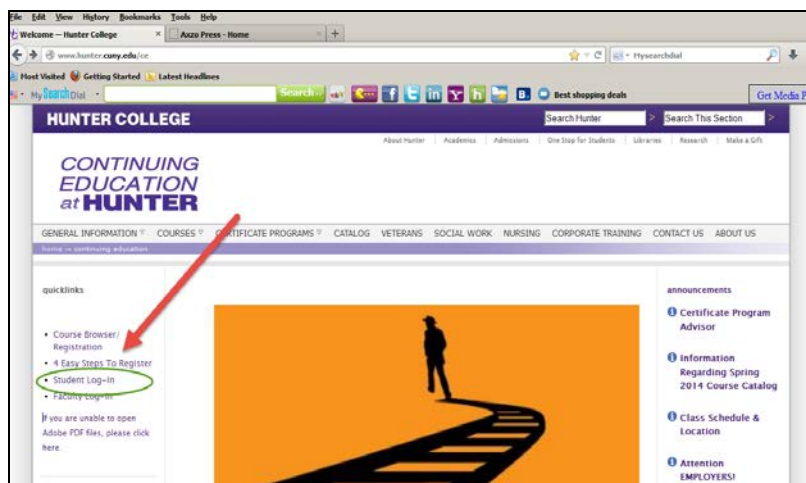 File Edit View History Bookmarks Tools Help
Welcome — Hunter College × Axzo Press - Home × +
www.hunter.cuny.edu/ce Mysearchdial
Most Visited Getting Started Latest Headlines
My Search Dial Search Best shopping deals Get Media
HUNTER COLLEGE Search Hunter > Search This Section >
About Hunter Academics Admissions One Stop for Students Libraries Research Make a Gift
CONTINUING
EDUCATION
at HUNTER
GENERAL INFORMATION COURSES CERTIFICATE PROGRAMS CATALOG VETERANS SOCIAL WORK NURSING CORPORATE TRAINING CONTACT US ABOUT US
home → continuing education
quicklinks
• Course Browser/
Registration
• 4 Easy Steps To Register
• Student Log-In
• Faculty Log-In
If you are unable to open
Adobe PDF files, please click
here.
announcements
Certificate Program
Advisor
Information
Regarding Spring
2014 Course Catalog
Class Schedule &
Location
Attention
EMPLOYERS!